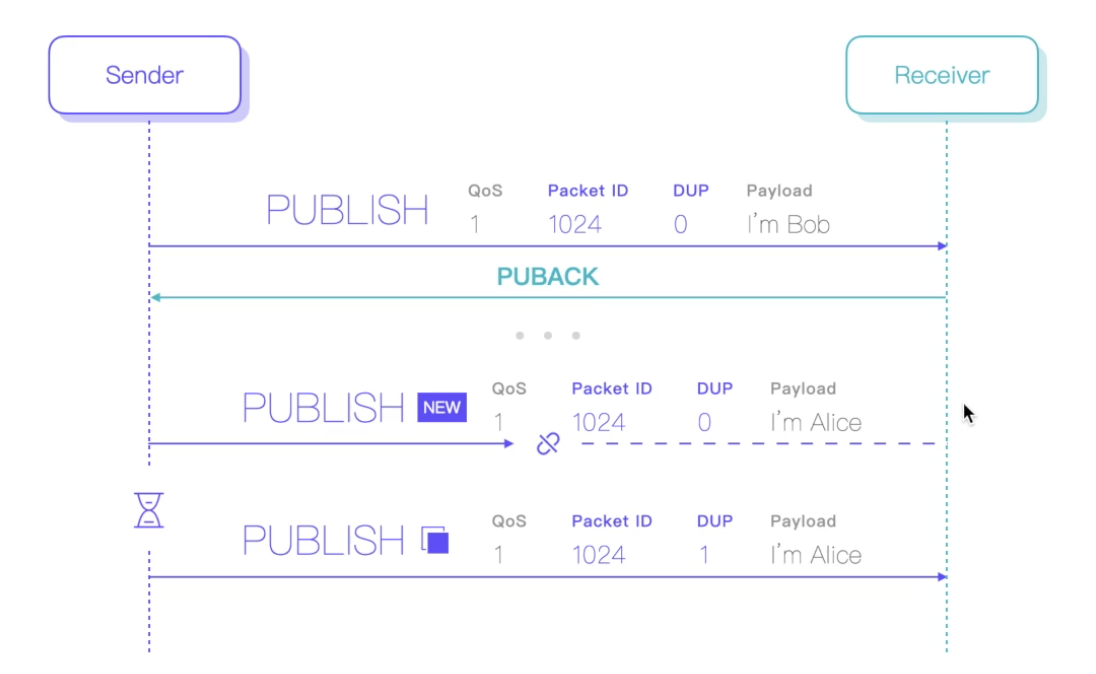 Sender
Receiver
QoS Packet ID DUP Payload
PUBLISH 1 1024 0 I'm Bob
PUBACK
QoS Packet ID DUP Payload
PUBLISH NEW 1 1024 0 I'm Alice
QoS Packet ID DUP Payload
PUBLISH 1 1024 1 I'm Alice